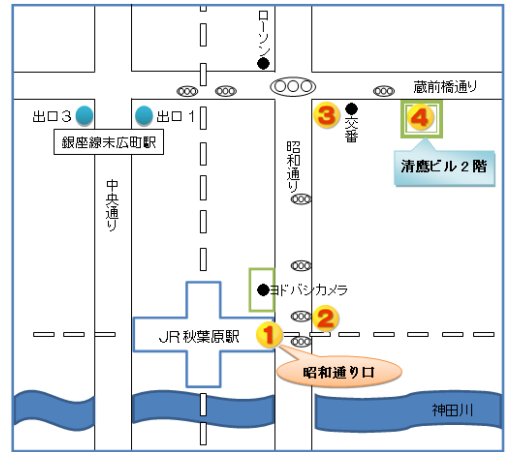 ローソン
蔵前橋通り
出口3
出口1
③
交番
④
銀座線末広町駅
昭和通り
清鷹ビル2階
中央通り
ヨドバシカメラ
②
JR秋葉原駅
①
昭和通り口
神田川